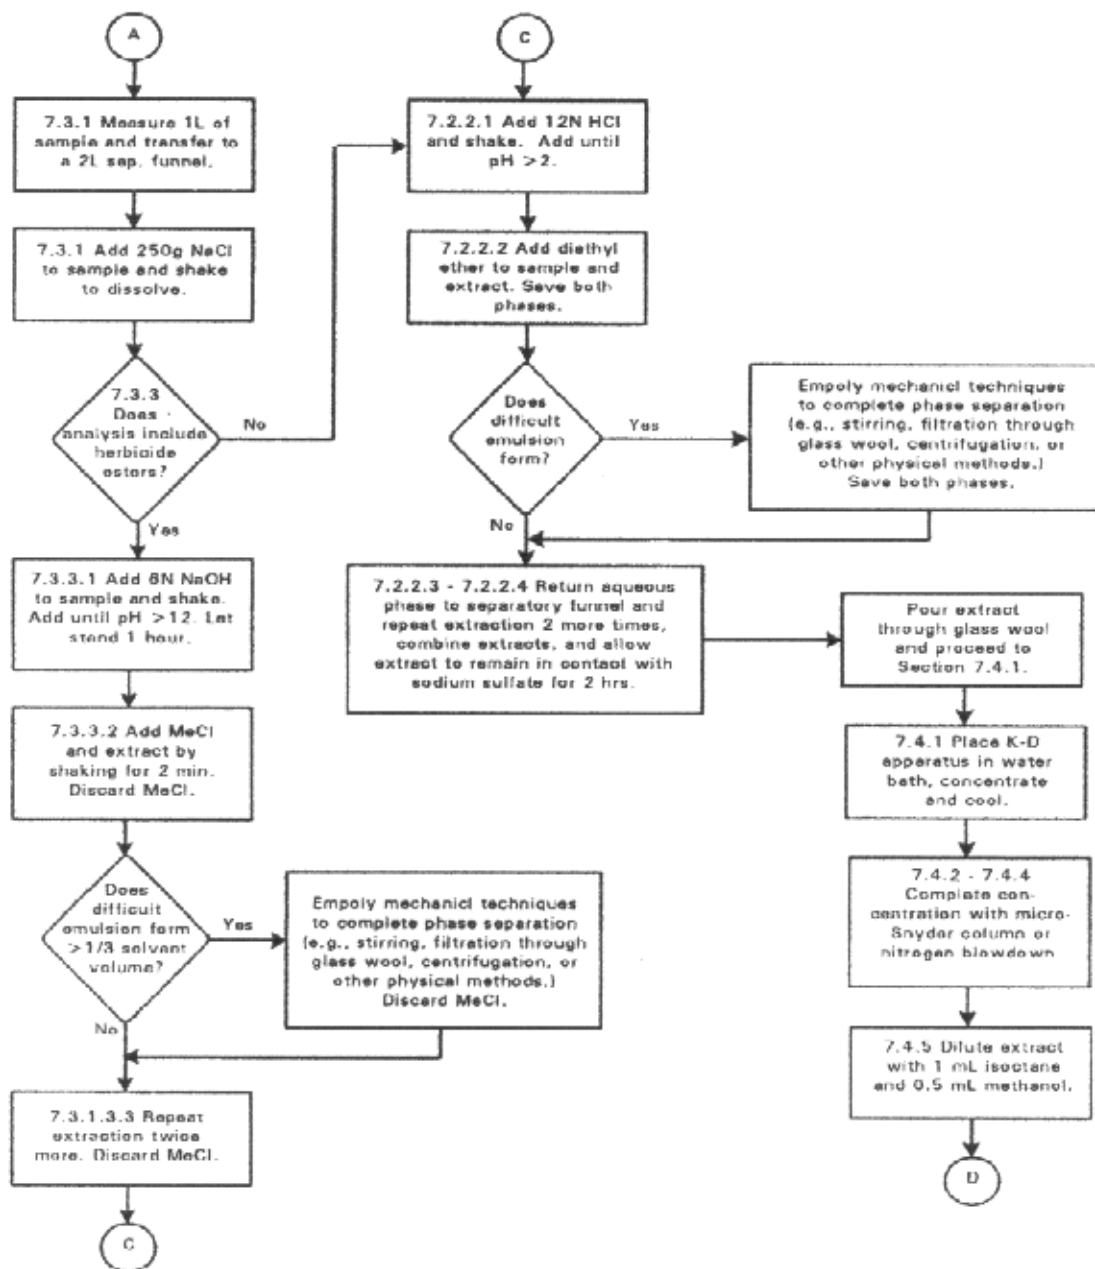 A
7.3.1 Measure 1L of
sample and transfer to
a 2L sep. funnel.
7.3.1 Add 250g NaCl
to sample and shake
to dissolve.
7.3.3
Does
analysis include
herbicide
esters?
No
Yes
7.3.3.1 Add 6N NaOH
to sample and shake.
Add until pH >12. Let
stand 1 hour.
7.3.3.2 Add MeCl
and extract by
shaking for 2 min.
Discard MeCl.
Does
difficult
emulsion form
>1/3 solvent
volume?
Yes
Empoly mechanicl techniques
to complete phase separation
(e.g., stirring, filtration through
glass wool, centrifugation, or
other physical methods.)
Discard MeCl.
No
7.3.1.3.3 Repeat
extraction twice
more. Discard MeCl.
C
C
7.2.2.1 Add 12N HCl
and shake. Add until
pH >2.
7.2.2.2 Add diethyl
ether to sample and
extract. Save both
phases.
Does
difficult
emulsion
form?
Yes
Empoly mechanicl techniques
to complete phase separation
(e.g., stirring, filtration through
glass wool, centrifugation, or
other physical methods.)
Save both phases.
No
7.2.2.3 - 7.2.2.4 Return aqueous
phase to separatory funnel and
repeat extraction 2 more times,
combine extracts, and allow
extract to remain in contact with
sodium sulfate for 2 hrs.
Pour extract
through glass wool
and proceed to
Section 7.4.1.
7.4.1 Place K-D
apparatus in water
bath, concentrate
and cool.
7.4.2 - 7.4.4
Complete con-
centration with micro-
Snyder column or
nitrogen blowdown
7.4.5 Dilute extract
with 1 mL isoctane
and 0.5 mL methanol.
D